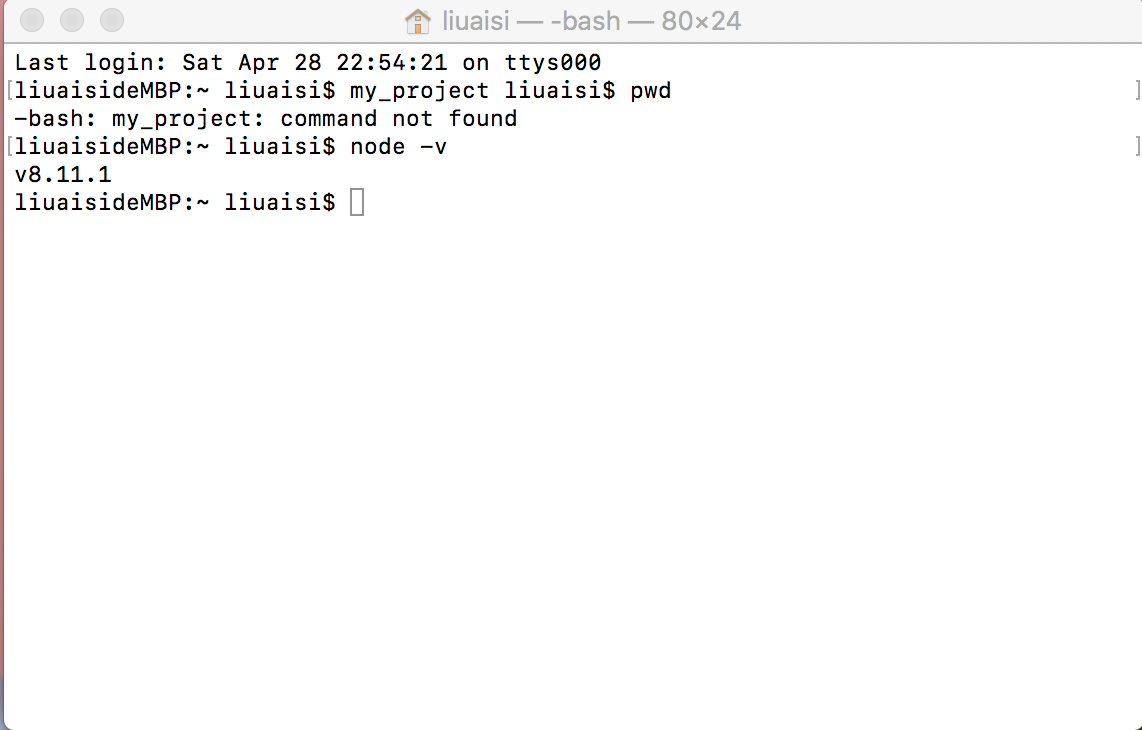 liuaisi — -bash — 80×24
Last login: Sat Apr 28 22:54:21 on ttys000
[liuaisideMBP:~ liuaisi$ my_project liuaisi$ pwd ]
-bash: my_project: command not found
[liuaisideMBP:~ liuaisi$ node -v ]
v8.11.1
liuaisideMBP:~ liuaisi$